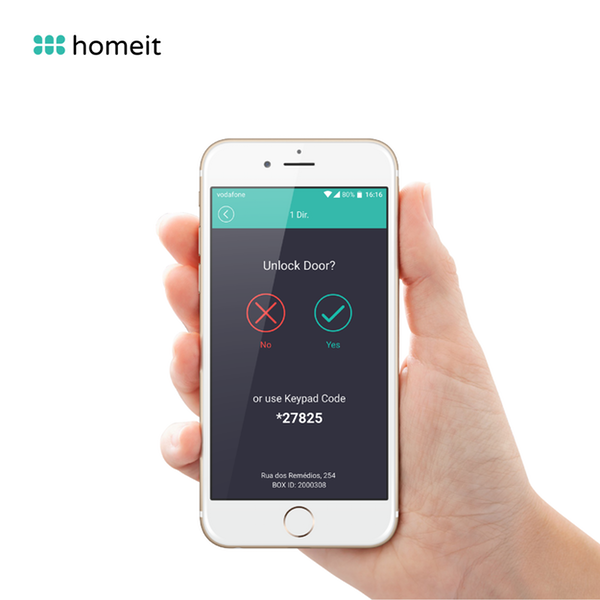 homeit
vodafone 80% 16:16
1 Dir.
Unlock Door?
No Yes
or use Keypad Code
*27825
Rua dos Remédios, 254
BOX ID: 2000308